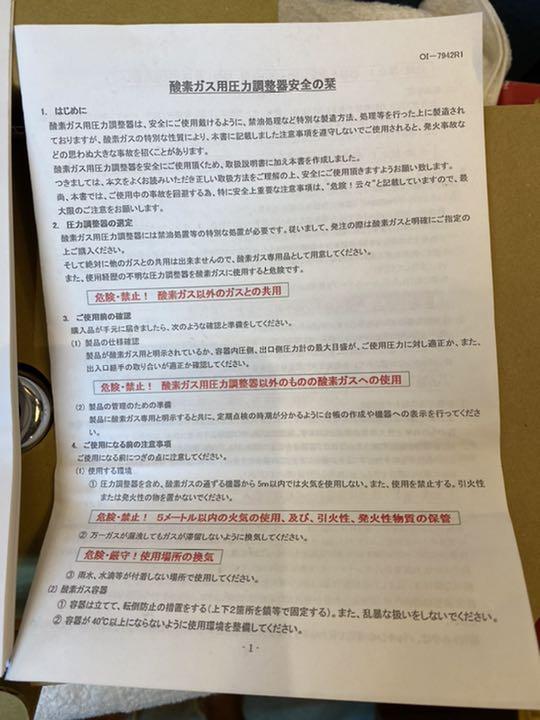 OI-7942R1
酸素ガス用圧力調整器安全の栞
1. はじめに
酸素ガス用圧力調整器は、安全にご使用戴けるように、禁油処理など特別な製造方法、処理等を行った上に製造され
ておりますが、酸素ガスの特別な性質により、本書に記載しました注意事項を遵守しないでご使用されると、発火事故な
どの思わぬ大きな事故を招くことがあります。
酸素ガス用圧力調整器を安全にご使用頂くため、取扱説明書に加え本書を作成しました。
つきましては、本文をよくお読みいただき正しい取扱方法をご理解の上、安全にご使用頂きますようお願い致します。
尚、本書では、ご使用中の事故を回避する為、特に安全上重要な注意事項は、“危険！云々”と記載していますので、最
大限のご注意をお願いします。
2. 圧力調整器の選定
酸素ガス用圧力調整器には禁油処置等の特別な処置が必要です。従いまして、発注の際は酸素ガスと明確にご指定の
上ご購入ください。
そして絶対に他のガスとの共用は出来ませんので、酸素ガス専用品として用意してください。
また、使用経歴の不明な圧力調整器を酸素ガスに使用すると危険です。
危険・禁止！ 酸素ガス以外のガスとの共用
3. ご使用前の確認
購入品が手元に届きましたら、次のような確認と準備をしてください。
(1) 製品の仕様確認
製品が酸素ガス用と明示されているか、容器内圧側、出口側圧力計の最大目盛が、ご使用圧力に対し適正か、また、
出入口継手の取り合いが適正か確認してください。
危険・禁止！ 酸素ガス用圧力調整器以外のものの酸素ガスへの使用
(2) 製品の管理のための準備
製品に酸素ガス専用と明示すると共に、定期点検の時期が分かるように台帳の作成や機器への表示を行ってくださ
い。
4. ご使用になる前の注意事項
ご使用になる前につぎの点に注意してください。
(1) 使用する環境
① 圧力調整器を含め、酸素ガスの通ずる機器から 5m以内では火気を使用しない。また、使用を禁止する。引火性
または発火性の物を置かないでください。
危険・禁止！ 5メートル以内の火気の使用、及び、引火性、発火性物質の保管
② 万一ガスが漏洩してもガスが滞留しないように換気してください。
危険・厳守！使用場所の換気
③ 雨水、水滴等が付着しない場所で使用してください。
(2) 酸素ガス容器
① 容器は立てて、転倒防止の措置をする（上下2箇所を鎖等で固定する）。また、乱暴な扱いをしないでください。
② 容器が 40℃以上にならないように使用環境を整備してください。
- 1 -